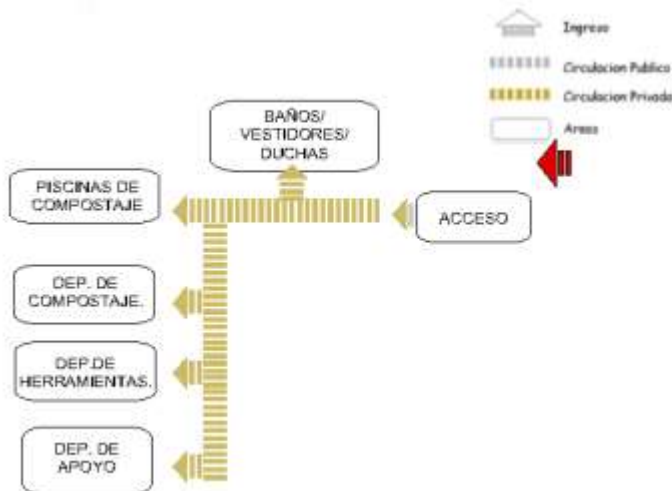 Ingreso
Circulacion Publico
Circulacion Privada
Areas
BAÑOS/
VESTIDORES/
DUCHAS
PISCINAS DE
COMPOSTAJE
ACCESO
DEP. DE
COMPOSTAJE.
DEP.DE
HERRAMIENTAS.
DEP. DE
APOYO